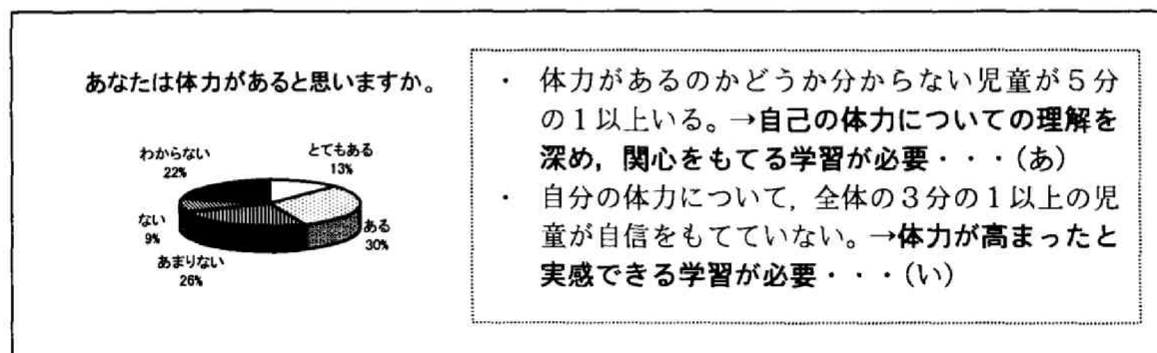 あなたは体力があると思いますか。
わからない
22%
とてもある
13%
ない
9%
ある
30%
あまりない
26%
・ 体力があるのかどうか分からない児童が５分
の１以上いる。→自己の体力についての理解を
深め，関心をもてる学習が必要・・・(あ)
・ 自分の体力について，全体の３分の１以上の児
童が自信をもてていない。→体力が高まったと
実感できる学習が必要・・・(い)